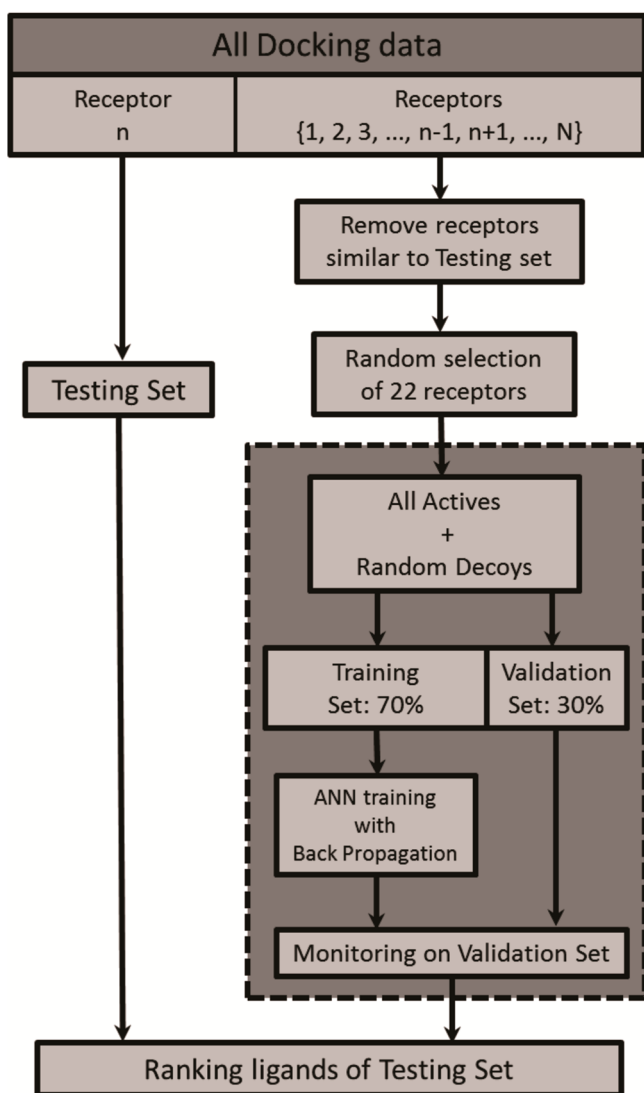 All Docking data
Receptor
n
Receptors
{1, 2, 3, ..., n-1, n+1, ..., N}
Remove receptors
similar to Testing set
Testing Set
Random selection
of 22 receptors
All Actives
+
Random Decoys
Training
Set: 70%
Validation
Set: 30%
ANN training
with
Back Propagation
Monitoring on Validation Set
Ranking ligands of Testing Set